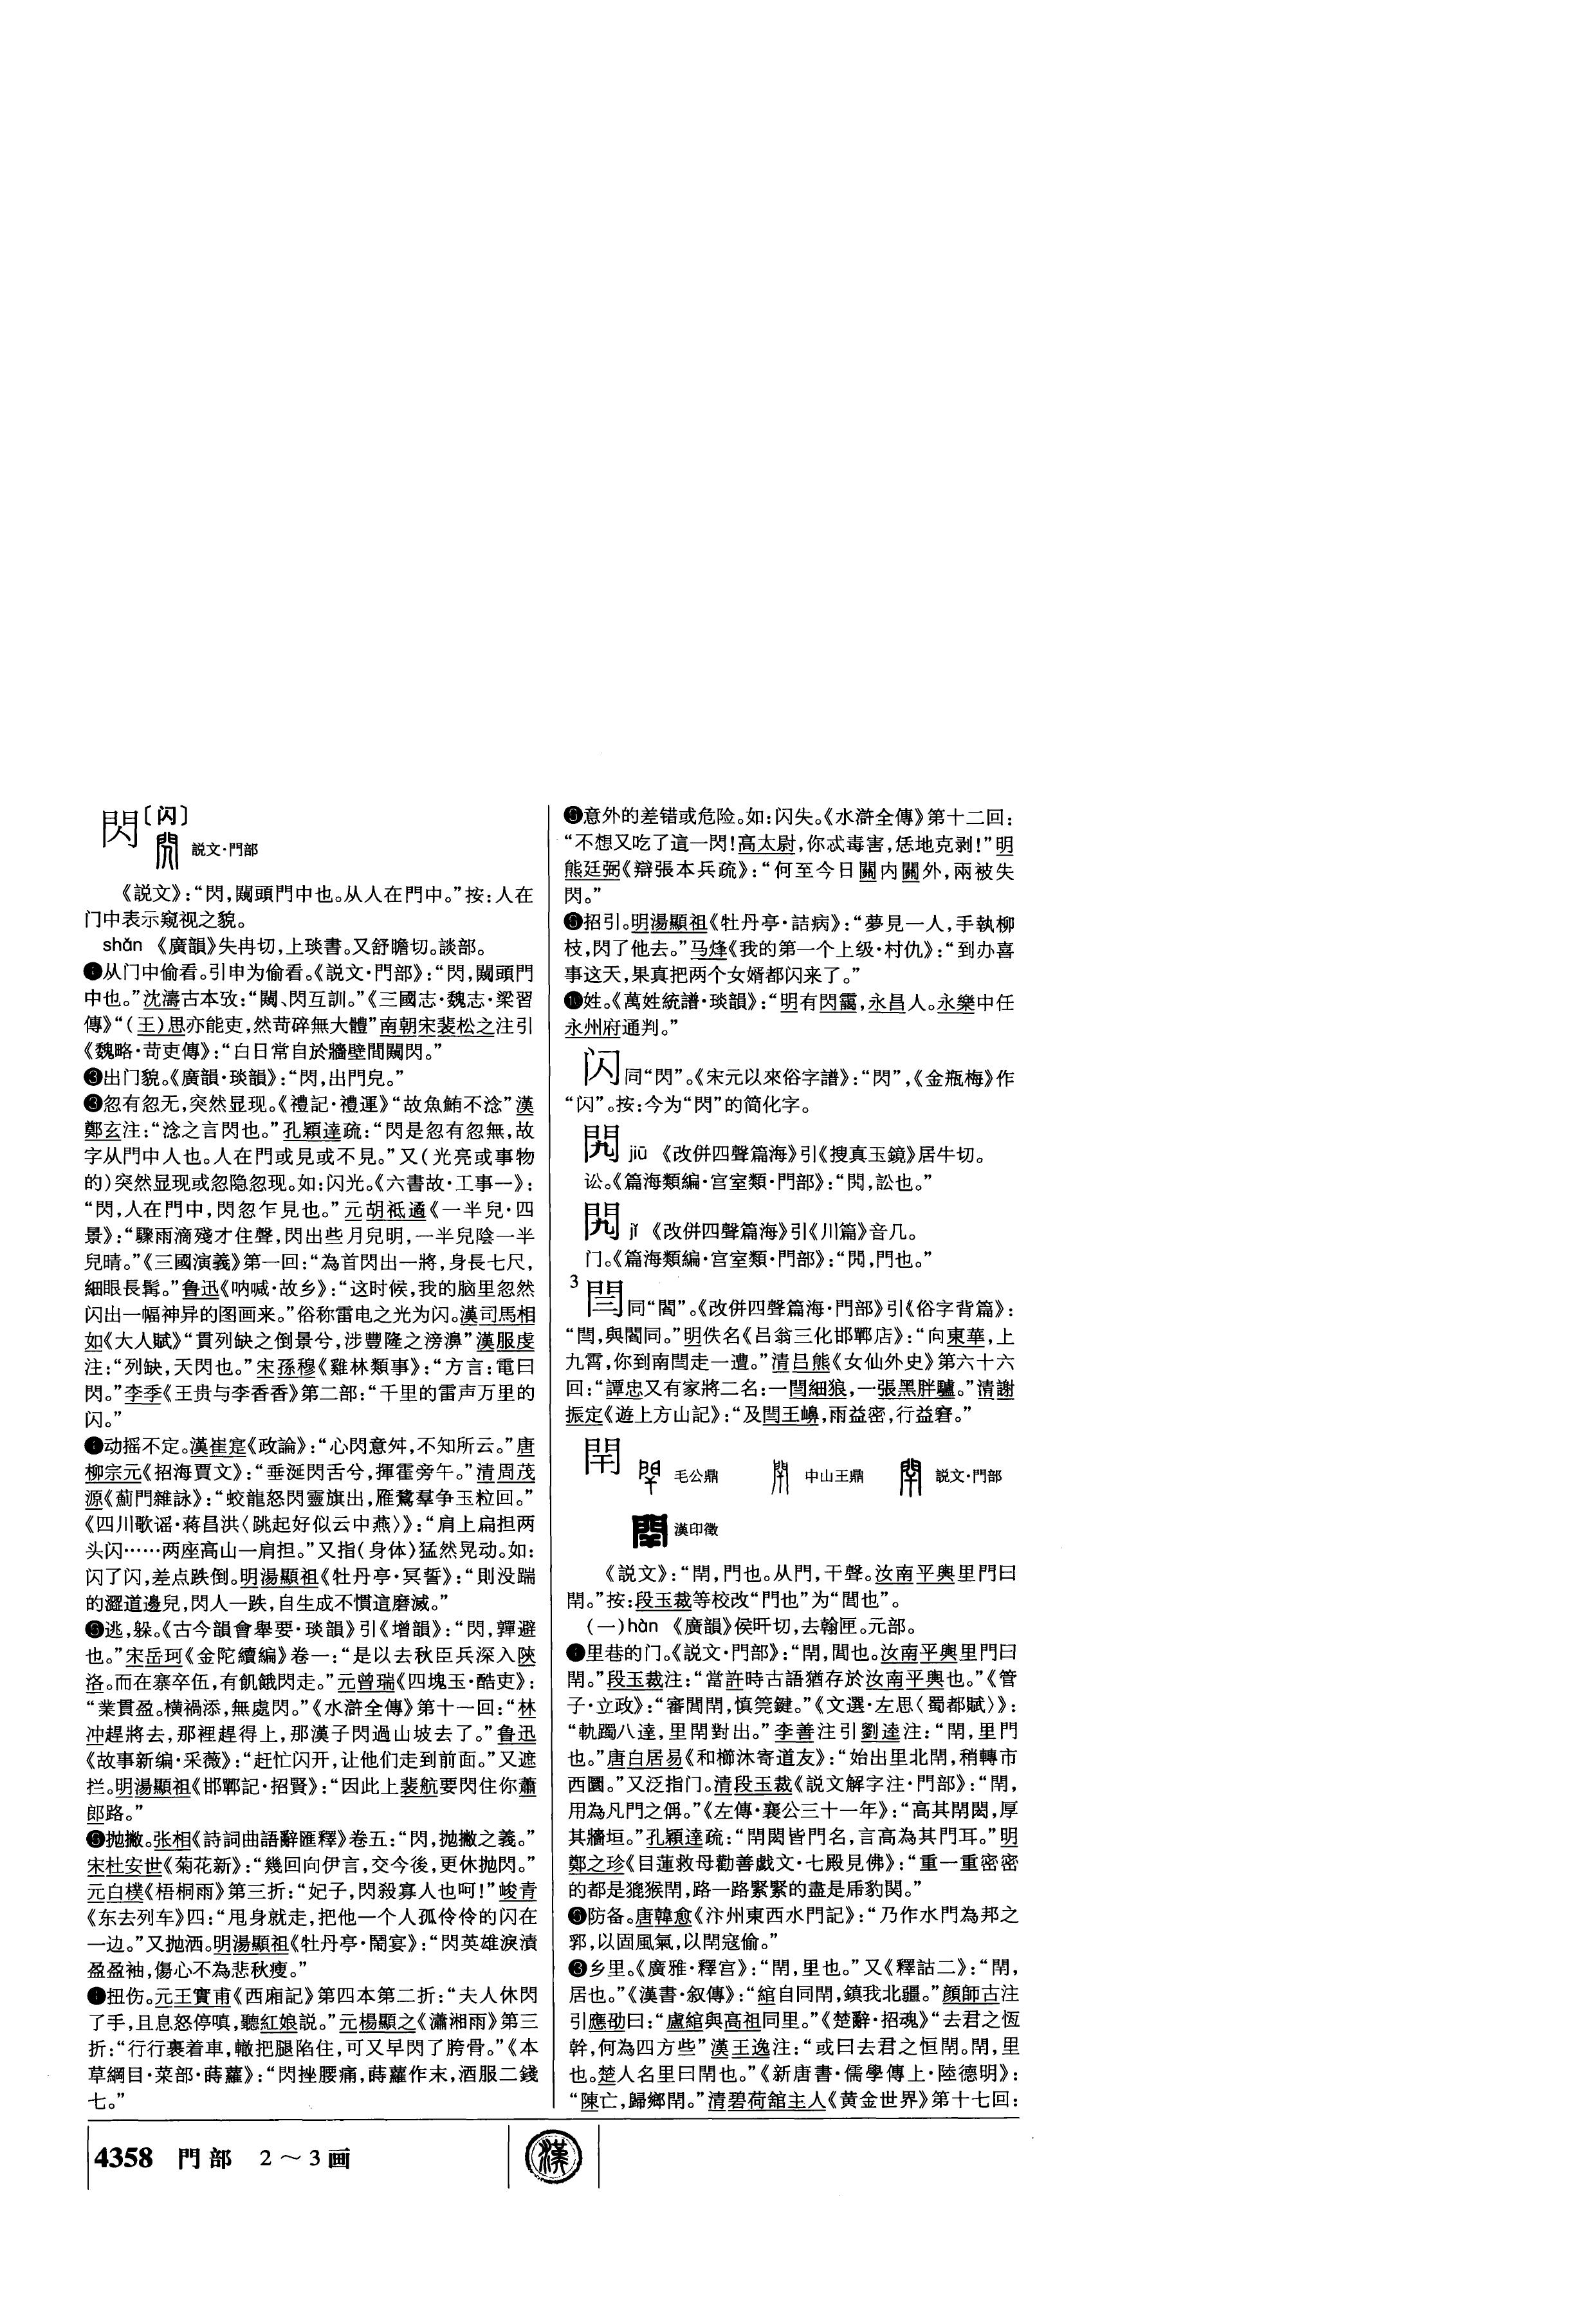 閃〔闪〕
説文·門部
《説文》：“閃，闚頭門中也。从人在門中。”按：人在
门中表示窥视之貌。
shǎn 《廣韻》失冉切，上琰書。又舒贍切。談部。
❶从门中偷看。引申为偷看。《説文·門部》：“閃，闚頭門
中也。”沈濤古本攷：“闚、閃互訓。”《三國志·魏志·梁習
傳》“（王）思亦能吏，然苛碎無大體”南朝宋裴松之注引
《魏略·苛吏傳》：“白日常自於牆壁間闚閃。”
❷出门貌。《廣韻·琰韻》：“閃，出門皃。”
❸忽有忽无，突然显现。《禮記·禮運》“故魚鮪不淰”漢
鄭玄注：“淰之言閃也。”孔穎達疏：“閃是忽有忽無，故
字从門中人也。人在門或見或不見。”又（光亮或事物
的）突然显现或忽隐忽现。如：闪光。《六書故·工事一》：
“閃，人在門中，閃忽乍見也。”元胡祗遹《一半兒·四
景》：“驟雨滴殘才住聲，閃出些月兒明，一半兒陰一半
兒晴。”《三國演義》第一回：“為首閃出一將，身長七尺，
細眼長髯。”鲁迅《呐喊·故乡》：“这时候，我的脑里忽然
闪出一幅神异的图画来。”俗称雷电之光为闪。漢司馬相
如《大人賦》“貫列缺之倒景兮，涉豐隆之滂濞”漢服虔
注：“列缺，天閃也。”宋孫穆《雞林類事》：“方言：電曰
閃。”李季《王贵与李香香》第二部：“千里的雷声万里的
闪。”
❹动摇不定。漢崔寔《政論》：“心閃意舛，不知所云。”唐
柳宗元《招海賈文》：“垂涎閃舌兮，揮霍旁午。”清周茂
源《薊門雜詠》：“蛟龍怒閃靈旗出，雁鶩羣争玉粒回。”
《四川歌谣·蒋昌洪〈跳起好似云中燕〉》：“肩上扁担两
头闪……两座高山一肩担。”又指（身体）猛然晃动。如：
闪了闪，差点跌倒。明湯顯祖《牡丹亭·冥誓》：“則没踹
的澀道邊兒，閃人一跌，自生成不慣這磨滅。”
❺逃，躲。《古今韻會舉要·琰韻》引《增韻》：“閃，嚲避
也。”宋岳珂《金陀續編》卷一：“是以去秋臣兵深入陝
洛。而在寨卒伍，有飢餓閃走。”元曾瑞《四塊玉·酷吏》：
“業貫盈。横禍添，無處閃。”《水滸全傳》第十一回：“林
冲趕將去，那裡趕得上，那漢子閃過山坡去了。”鲁迅
《故事新编·采薇》：“赶忙闪开，让他们走到前面。”又遮
拦。明湯顯祖《邯鄲記·招賢》：“因此上裴航要閃住你蕭
郎路。”
❻抛撇。张相《詩詞曲語辭匯釋》卷五：“閃，抛撇之義。”
宋杜安世《菊花新》：“幾回向伊言，交今後，更休抛閃。”
元白樸《梧桐雨》第三折：“妃子，閃殺寡人也呵！”峻青
《东去列车》四：“甩身就走，把他一个人孤伶伶的闪在
一边。”又抛洒。明湯顯祖《牡丹亭·鬧宴》：“閃英雄淚漬
盈盈袖，傷心不為悲秋瘦。”
❼扭伤。元王實甫《西廂記》第四本第二折：“夫人休閃
了手，且息怒停嗔，聽紅娘説。”元楊顯之《瀟湘雨》第三
折：“行行裹着車，轍把腿陷住，可又早閃了胯骨。”《本
草綱目·菜部·蒔蘿》：“閃挫腰痛，蒔蘿作末，酒服二錢
七。”
❽意外的差错或危险。如：闪失。《水滸全傳》第十二回：
“不想又吃了這一閃！高太尉，你忒毒害，恁地克剥！”明
熊廷弼《辯張本兵疏》：“何至今日關内關外，兩被失
閃。”
❾招引。明湯顯祖《牡丹亭·詰病》：“夢見一人，手執柳
枝，閃了他去。”马烽《我的第一个上级·村仇》：“到办喜
事这天，果真把两个女婿都闪来了。”
❿姓。《萬姓統譜·琰韻》：“明有閃靄，永昌人。永樂中任
永州府通判。”
闪 同“閃”。《宋元以來俗字譜》：“閃”，《金瓶梅》作
“闪”。按：今为“閃”的简化字。
jiū 《改併四聲篇海》引《搜真玉鏡》居牛切。
讼。《篇海類編·宫室類·門部》：“，訟也。”
jǐ 《改併四聲篇海》引《川篇》音几。
门。《篇海類編·宫室類·門部》：“，門也。”
3
閆 同“閻”。《改併四聲篇海·門部》引《俗字背篇》：
“閆，與閻同。”明佚名《吕翁三化邯鄲店》：“向東華，上
九霄，你到南閆走一遭。”清吕熊《女仙外史》第六十六
回：“譚忠又有家將二名：一閆細狼，一張黑胖驢。”清謝
振定《遊上方山記》：“及閆王嶋，雨益密，行益窘。”
閈 毛公鼎 中山王鼎 説文·門部
漢印徵
《説文》：“閈，門也。从門，干聲。汝南平輿里門曰
閈。”按：段玉裁等校改“門也”为“閭也”。
（一）hàn 《廣韻》侯旰切，去翰匣。元部。
❶里巷的门。《説文·門部》：“閈，閭也。汝南平輿里門曰
閈。”段玉裁注：“當許時古語猶存於汝南平輿也。”《管
子·立政》：“審閭閈，慎筦鍵。”《文選·左思〈蜀都賦〉》：
“軌躅八達，里閈對出。”李善注引劉逵注：“閈，里門
也。”唐白居易《和櫛沐寄道友》：“始出里北閈，稍轉市
西闤。”又泛指门。清段玉裁《説文解字注·門部》：“閈，
用為凡門之偁。”《左傳·襄公三十一年》：“高其閈閎，厚
其牆垣。”孔穎達疏：“閈閎皆門名，言高為其門耳。”明
鄭之珍《目蓮救母勸善戲文·七殿見佛》：“重一重密密
的都是猇猴閈，路一路緊緊的盡是乕豹関。”
❷防备。唐韓愈《汴州東西水門記》：“乃作水門為邦之
郛，以固風氣，以閈寇偷。”
❸乡里。《廣雅·釋宫》：“閈，里也。”又《釋詁二》：“閈，
居也。”《漢書·叙傳》：“綰自同閈，鎮我北疆。”顔師古注
引應劭曰：“盧綰與高祖同里。”《楚辭·招魂》“去君之恆
幹，何為四方些”漢王逸注：“或曰去君之恒閈。閈，里
也。楚人名里曰閈也。”《新唐書·儒學傳上·陸德明》：
“陳亡，歸鄉閈。”清碧荷舘主人《黄金世界》第十七回：
4358 門部 2～3画
漢